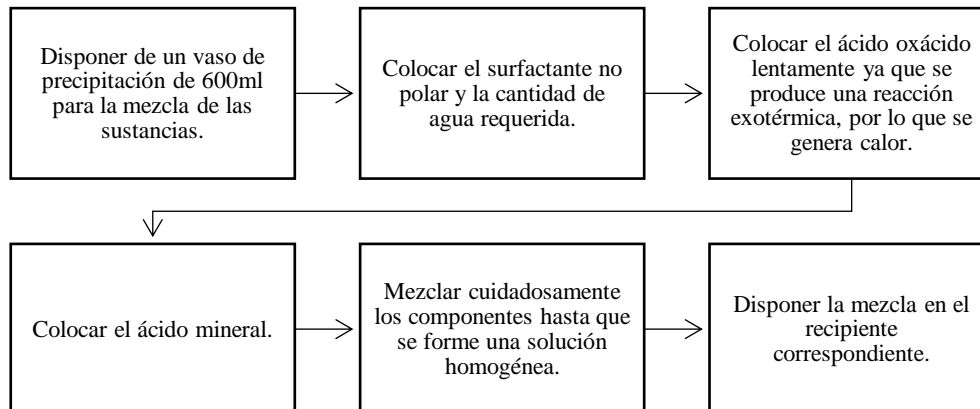 Disponer de un vaso de
precipitación de 600ml
para la mezcla de las
sustancias.
Colocar el surfactante no
polar y la cantidad de
agua requerida.
Colocar el ácido oxácido
lentamente ya que se
produce una reacción
exotérmica, por lo que se
genera calor.
Colocar el ácido mineral.
Mezclar cuidadosamente
los componentes hasta que
se forme una solución
homogénea.
Disponer la mezcla en el
recipiente
correspondiente.